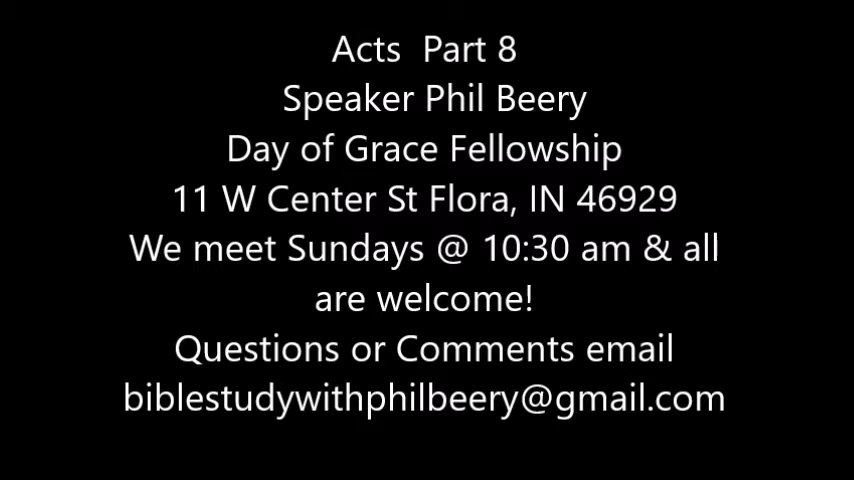 Acts  Part 8
Speaker Phil Beery
Day of Grace Fellowship
11 W Center St Flora, IN 46929
We meet Sundays @ 10:30 am & all
are welcome!
Questions or Comments email
biblestudywithphilbeery@gmail.com